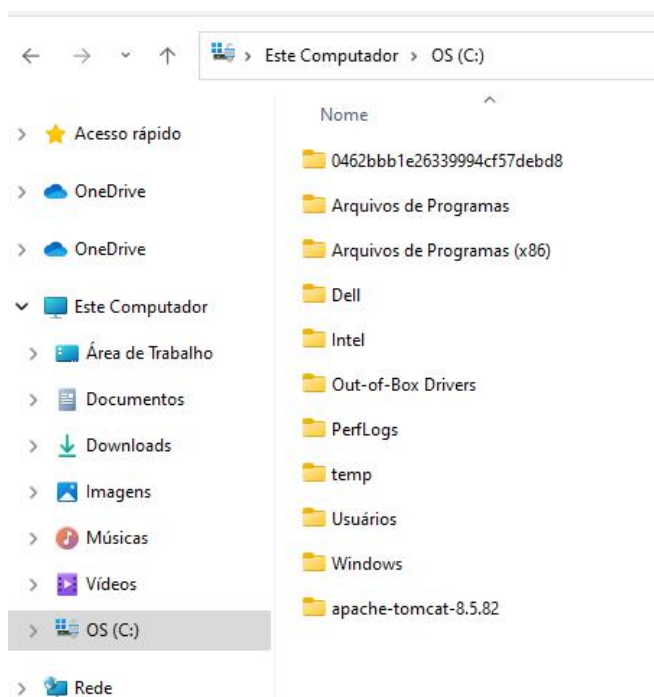 Este Computador > OS (C:)
Acesso rápido
OneDrive
OneDrive
Este Computador
Área de Trabalho
Documentos
Downloads
Imagens
Músicas
Vídeos
OS (C:)
Rede
Nome
0462bbb1e26339994cf57debd8
Arquivos de Programas
Arquivos de Programas (x86)
Dell
Intel
Out-of-Box Drivers
PerfLogs
temp
Usuários
Windows
apache-tomcat-8.5.82